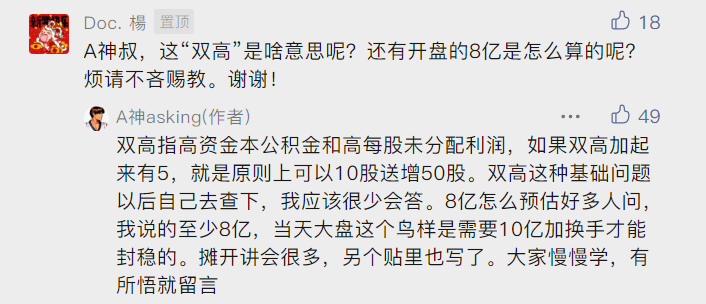 Doc. 楊 置顶 18
A神叔，这“双高”是啥意思呢？还有开盘的8亿是怎么算的呢？
烦请不吝赐教。谢谢！
A神asking(作者) 49
双高指高资金本公积金和高每股未分配利润，如果双高加起
来有5，就是原则上可以10股送增50股。双高这种基础问题
以后自己去查下，我应该很少会答。8亿怎么预估好多人问，
我说的至少8亿，当天大盘这个鸟样是需要10亿加换手才能
封稳的。摊开讲会很多，另个贴里也写了。大家慢慢学，有
所悟就留言